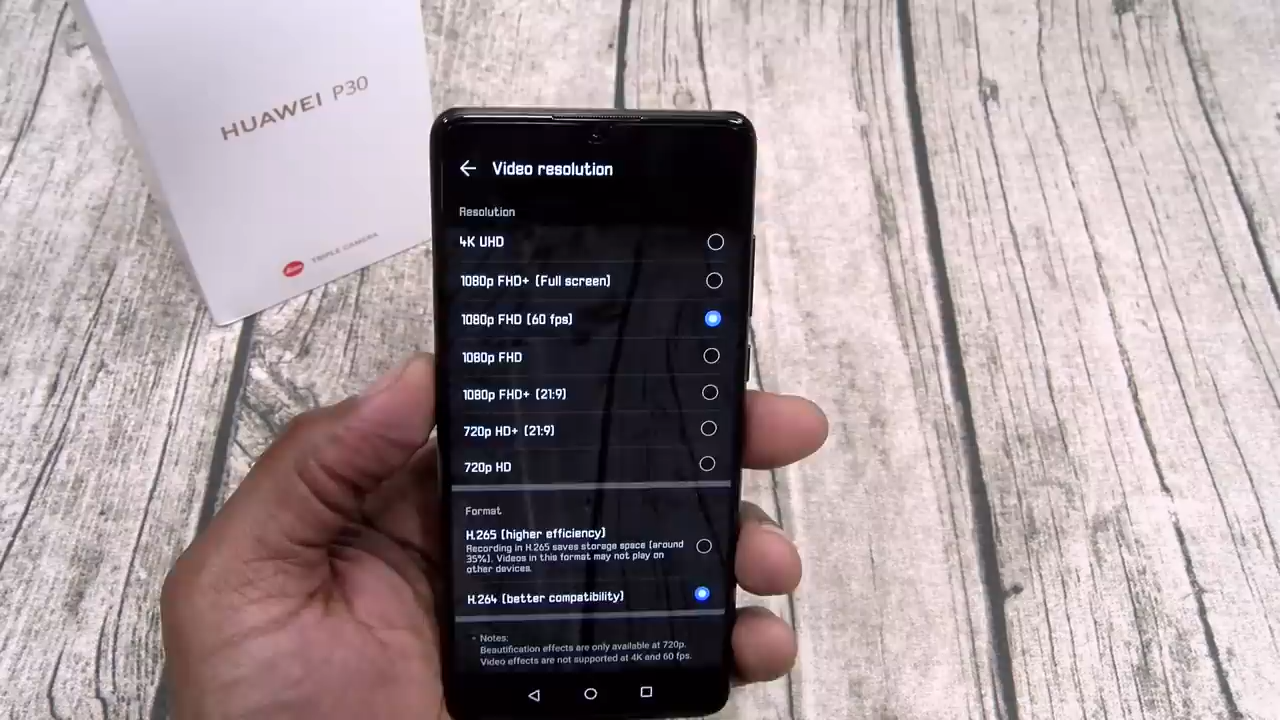 HUAWEI P30
Leica TRIPLE CAMERA
Video resolution
Resolution
4K UHD
1080p FHD+ (Full screen)
1080p FHD (60 fps)
1080p FHD
1080p FHD+ (21:9)
720p HD+ (21:9)
720p HD
Format
H.265 (higher efficiency)
Recording in H.265 saves storage space (around
35%). Videos in this format may not play on
other devices.
H.264 (better compatibility)
* Notes:
Beautification effects are only available at 720p.
Video effects are not supported at 4K and 60 fps.